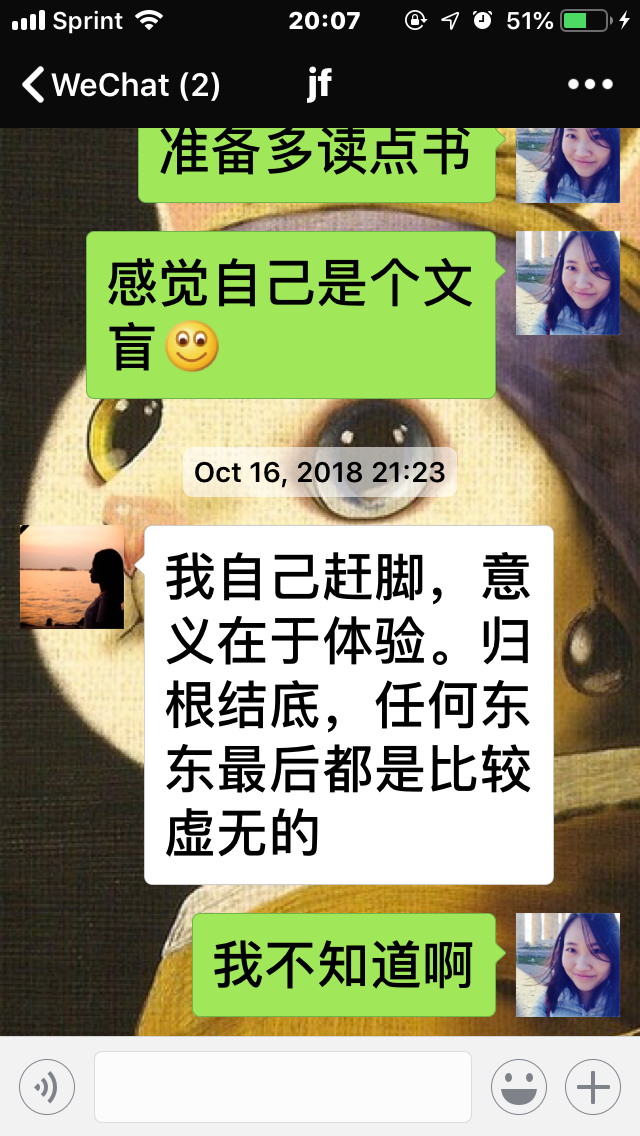 Sprint 20:07 51%
WeChat (2) jf
准备多读点书
感觉自己是个文
盲
Oct 16, 2018 21:23
我自己赶脚，意
义在于体验。归
根结底，任何东
东最后都是比较
虚无的
我不知道啊